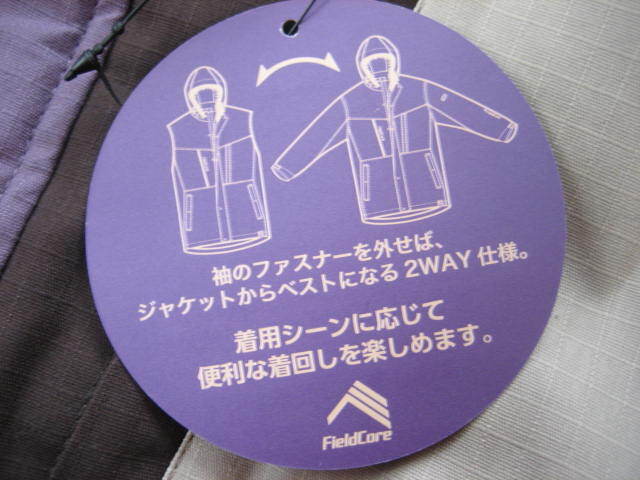 袖のファスナーを外せば、
ジャケットからベストになる 2WAY 仕様。
着用シーンに応じて
便利な着回しを楽しめます。
FieldCore